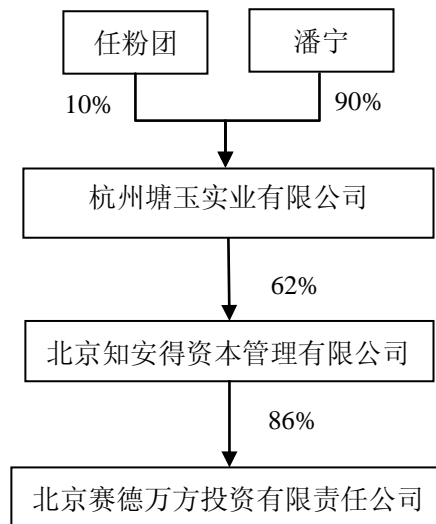 任粉团
潘宁
10%
90%
杭州塘玉实业有限公司
62%
北京知安得资本管理有限公司
86%
北京赛德万方投资有限责任公司